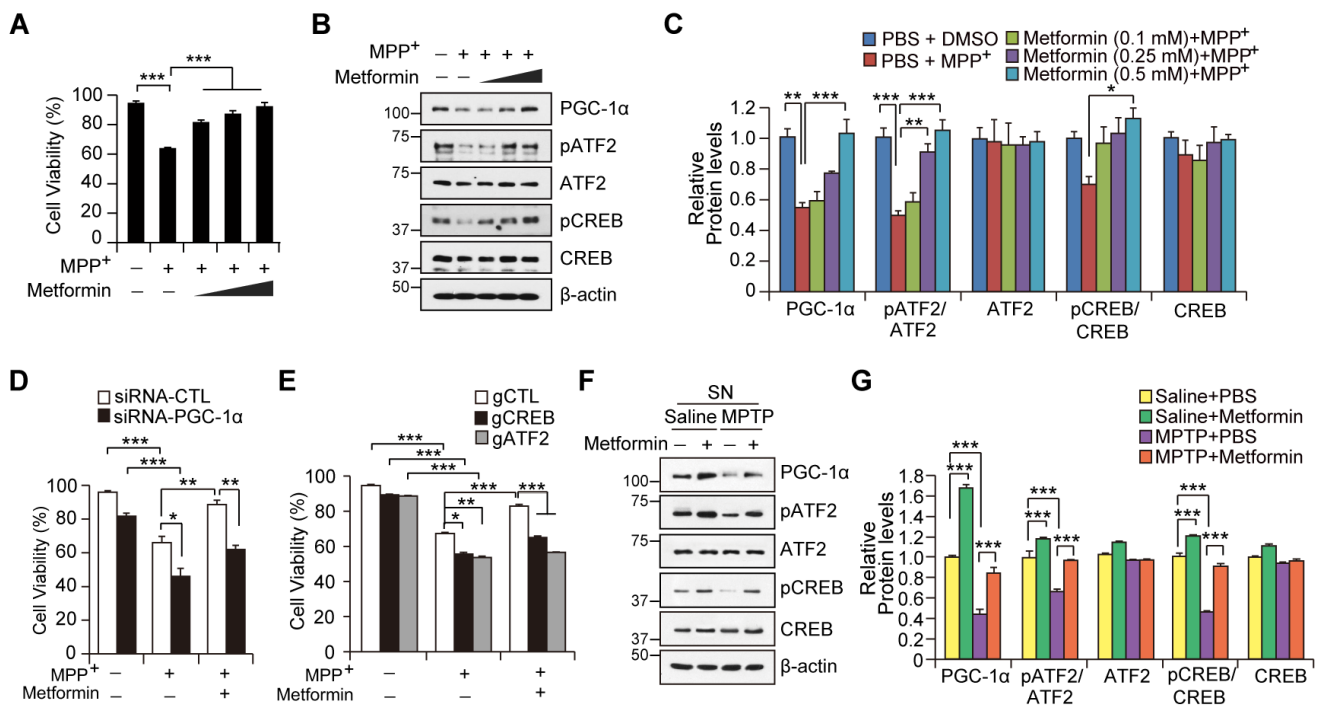 A
*** ***
Cell Viability (%)
100
80
60
40
20
0
MPP+ – + + + +
Metformin –
B
MPP+ – + + + +
Metformin –
100 PGC-1α
75 pATF2
ATF2
75
pCREB
37
CREB
37
50 β-actin
C
PBS + DMSO
PBS + MPP+
Metformin (0.1 mM)+MPP+
Metformin (0.25 mM)+MPP+
Metformin (0.5 mM)+MPP+
Relative
Protein levels
1.2
1.0
0.8
0.6
0.4
0.2
0
** *** *** *** ** *
PGC-1α pATF2/ATF2 ATF2 pCREB/CREB CREB
D
siRNA-CTL
siRNA-PGC-1α
***
***
** **
*
Cell Viability (%)
100
80
60
40
20
0
MPP+ – + +
Metformin – – +
E
gCTL
gCREB
gATF2
***
***
***
*** ***
**
*
Cell Viability (%)
100
80
60
40
20
0
MPP+ – + +
Metformin – – +
F
SN
Saline MPTP
Metformin – + – +
PGC-1α
100
75
pATF2
ATF2
75
pCREB
37
CREB
37
50
β-actin
G
Saline+PBS
Saline+Metformin
MPTP+PBS
MPTP+Metformin
Relative
Protein levels
1.8
1.6
1.4
1.2
1.0
0.8
0.6
0.4
0.2
0
*** *** *** *** *** *** *** *** ***
PGC-1α pATF2/ATF2 ATF2 pCREB/CREB CREB